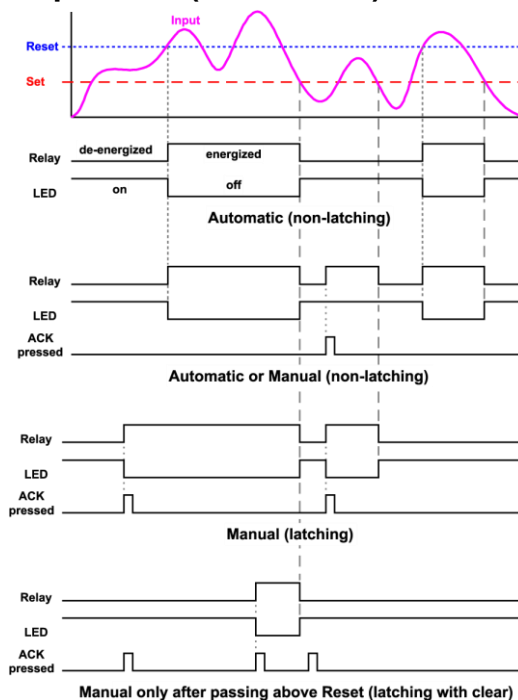 Input
Reset
Set
de-energized energized
Relay
on off
LED
Automatic (non-latching)
Relay
LED
ACK
pressed
Automatic or Manual (non-latching)
Relay
LED
ACK
pressed
Manual (latching)
Relay
LED
ACK
pressed
Manual only after passing above Reset (latching with clear)